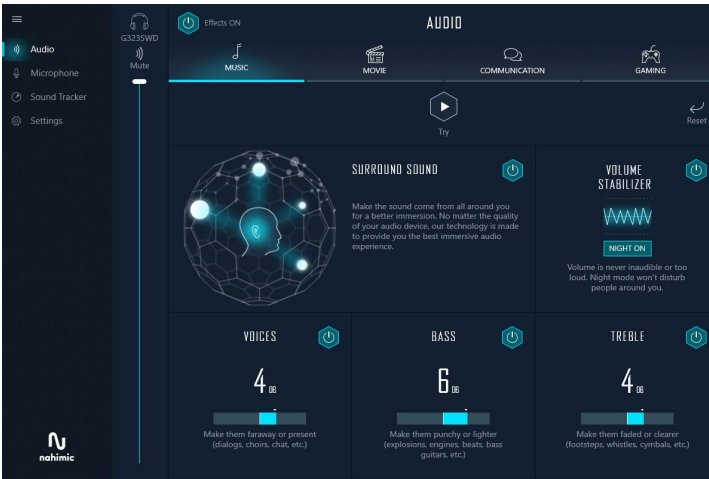 Audio
Microphone
Sound Tracker
Settings
nahimic
G3235WD
Mute
Effects ON
AUDIO
MUSIC
MOVIE
COMMUNICATION
GAMING
Try
Reset
SURROUND SOUND
Make the sound come from all around you
for a better immersion. No matter the quality
of your audio device, our technology is made
to provide you the best immersive audio
experience.
VOLUME
STABILIZER
NIGHT ON
Volume is never inaudible or too
loud. Night mode won't disturb
people around you.
VOICES
4 DB
Make them faraway or present
(dialogs, choirs, chat, etc.)
BASS
6 DB
Make them punchy or lighter
(explosions, engines, beats, bass
guitars, etc.)
TREBLE
4 DB
Make them faded or clearer
(footsteps, whistles, cymbals, etc.)